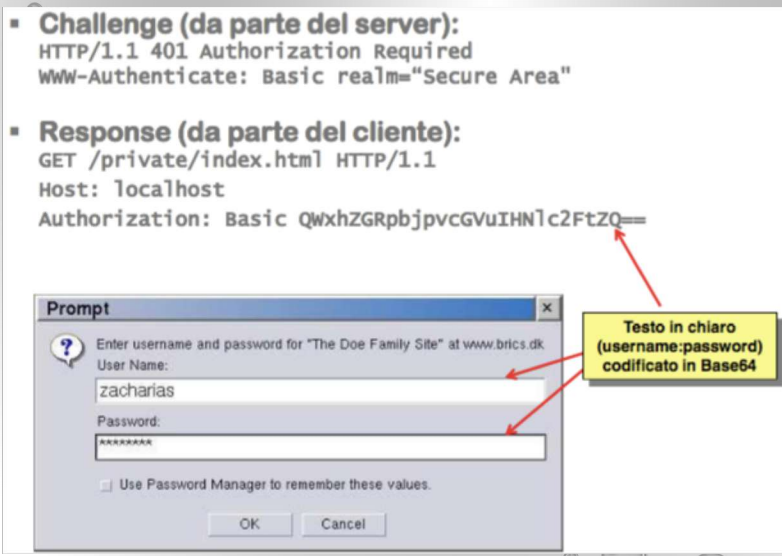 ▪ Challenge (da parte del server):
HTTP/1.1 401 Authorization Required
WWW-Authenticate: Basic realm=“Secure Area"
▪ Response (da parte del cliente):
GET /private/index.html HTTP/1.1
Host: localhost
Authorization: Basic QWxhZGRpbjpvcGVuIHNlc2FtZQ==
Prompt
Enter username and password for "The Doe Family Site" at www.brics.dk
User Name:
zacharias
Password:
********
Use Password Manager to remember these values.
OK Cancel
Testo in chiaro
(username:password)
codificato in Base64